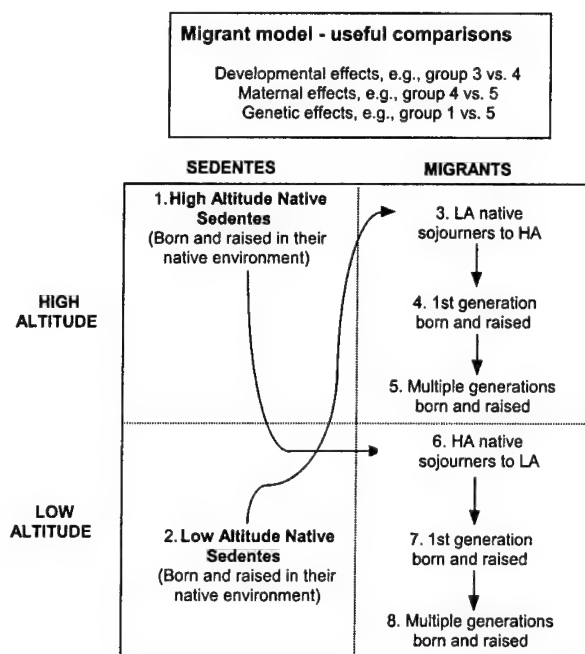 Migrant model - useful comparisons
Developmental effects, e.g., group 3 vs. 4
Maternal effects, e.g., group 4 vs. 5
Genetic effects, e.g., group 1 vs. 5
SEDENTES
MIGRANTS
HIGH
ALTITUDE
1. High Altitude Native
Sedentes
(Born and raised in their
native environment)
3. LA native
sojourners to HA
4. 1st generation
born and raised
5. Multiple generations
born and raised
LOW
ALTITUDE
2. Low Altitude Native
Sedentes
(Born and raised in their
native environment)
6. HA native
sojourners to LA
7. 1st generation
born and raised
8. Multiple generations
born and raised